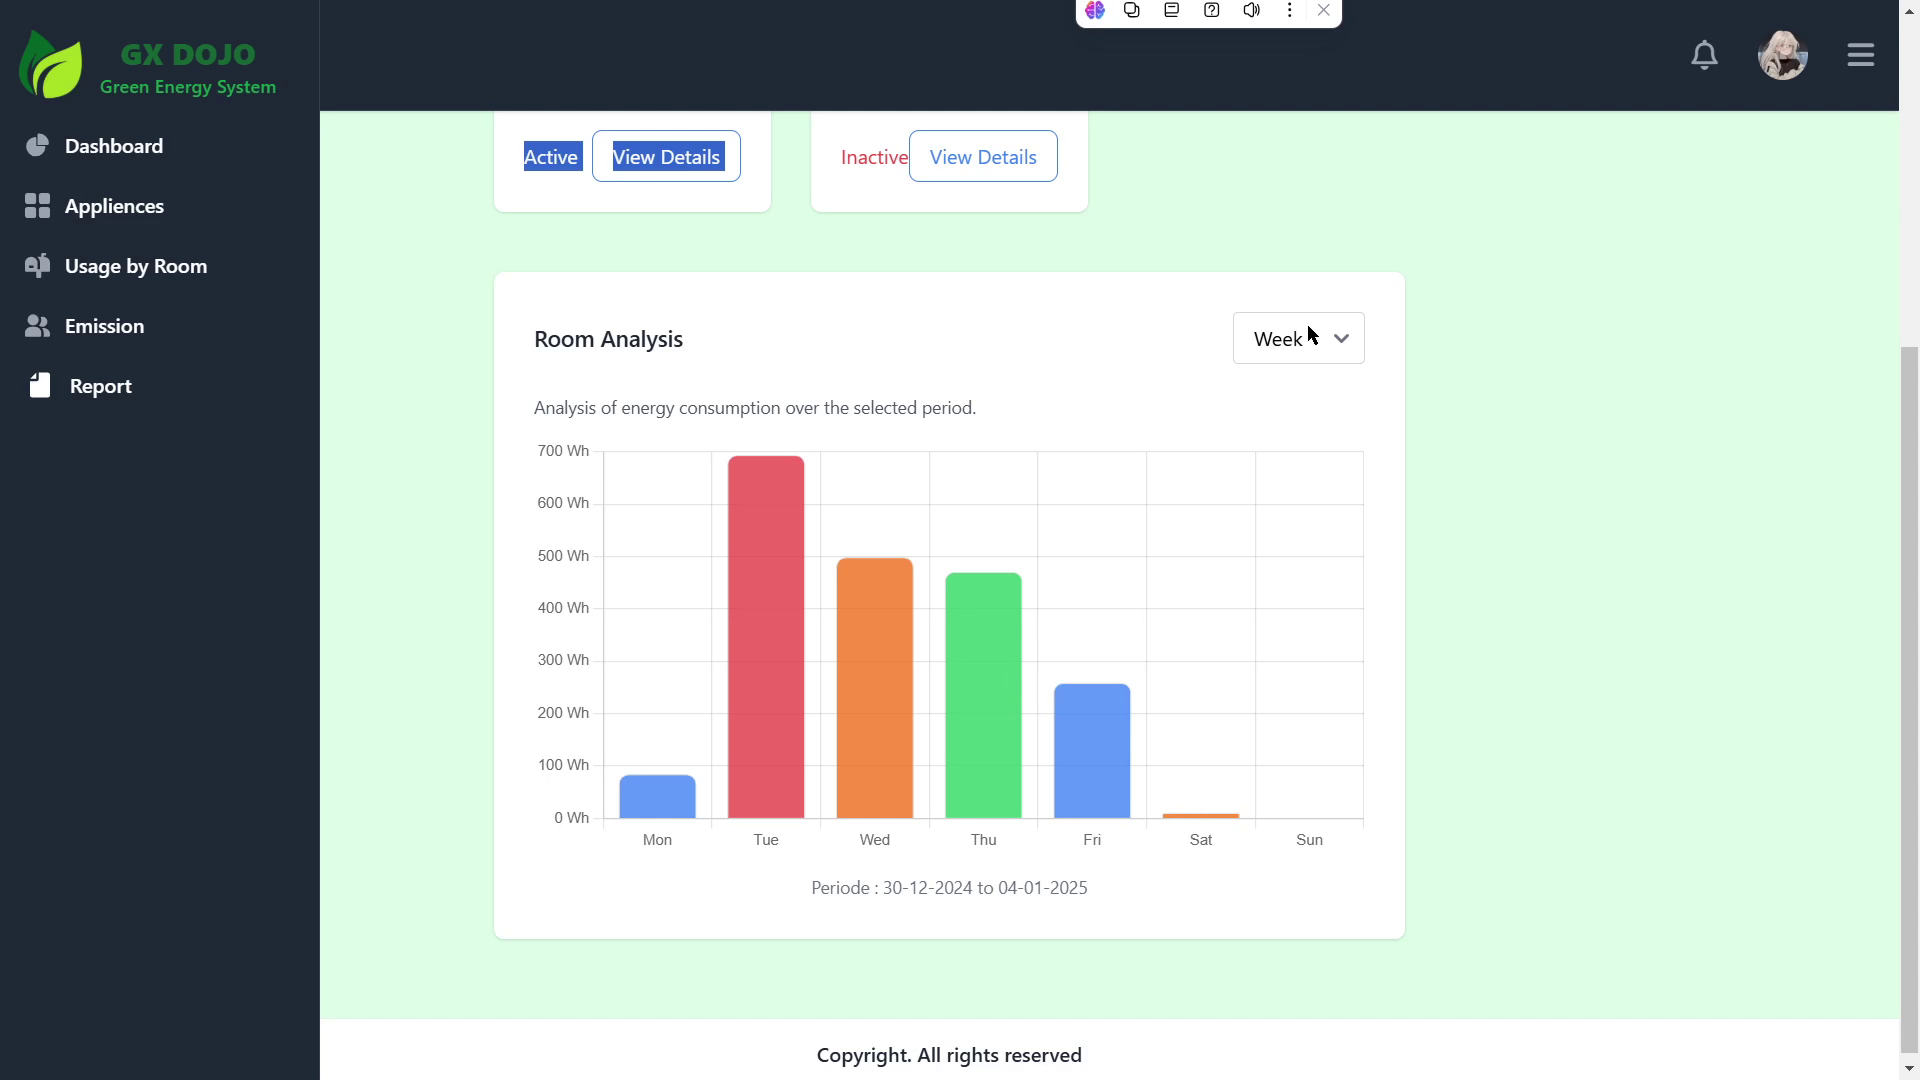 GX DOJO
Green Energy System
Dashboard
Appliences
Usage by Room
Emission
Report
Active View Details
Inactive View Details
Room Analysis
Week
Analysis of energy consumption over the selected period.
700 Wh
600 Wh
500 Wh
400 Wh
300 Wh
200 Wh
100 Wh
0 Wh
Mon Tue Wed Thu Fri Sat Sun
Periode : 30-12-2024 to 04-01-2025
Copyright. All rights reserved